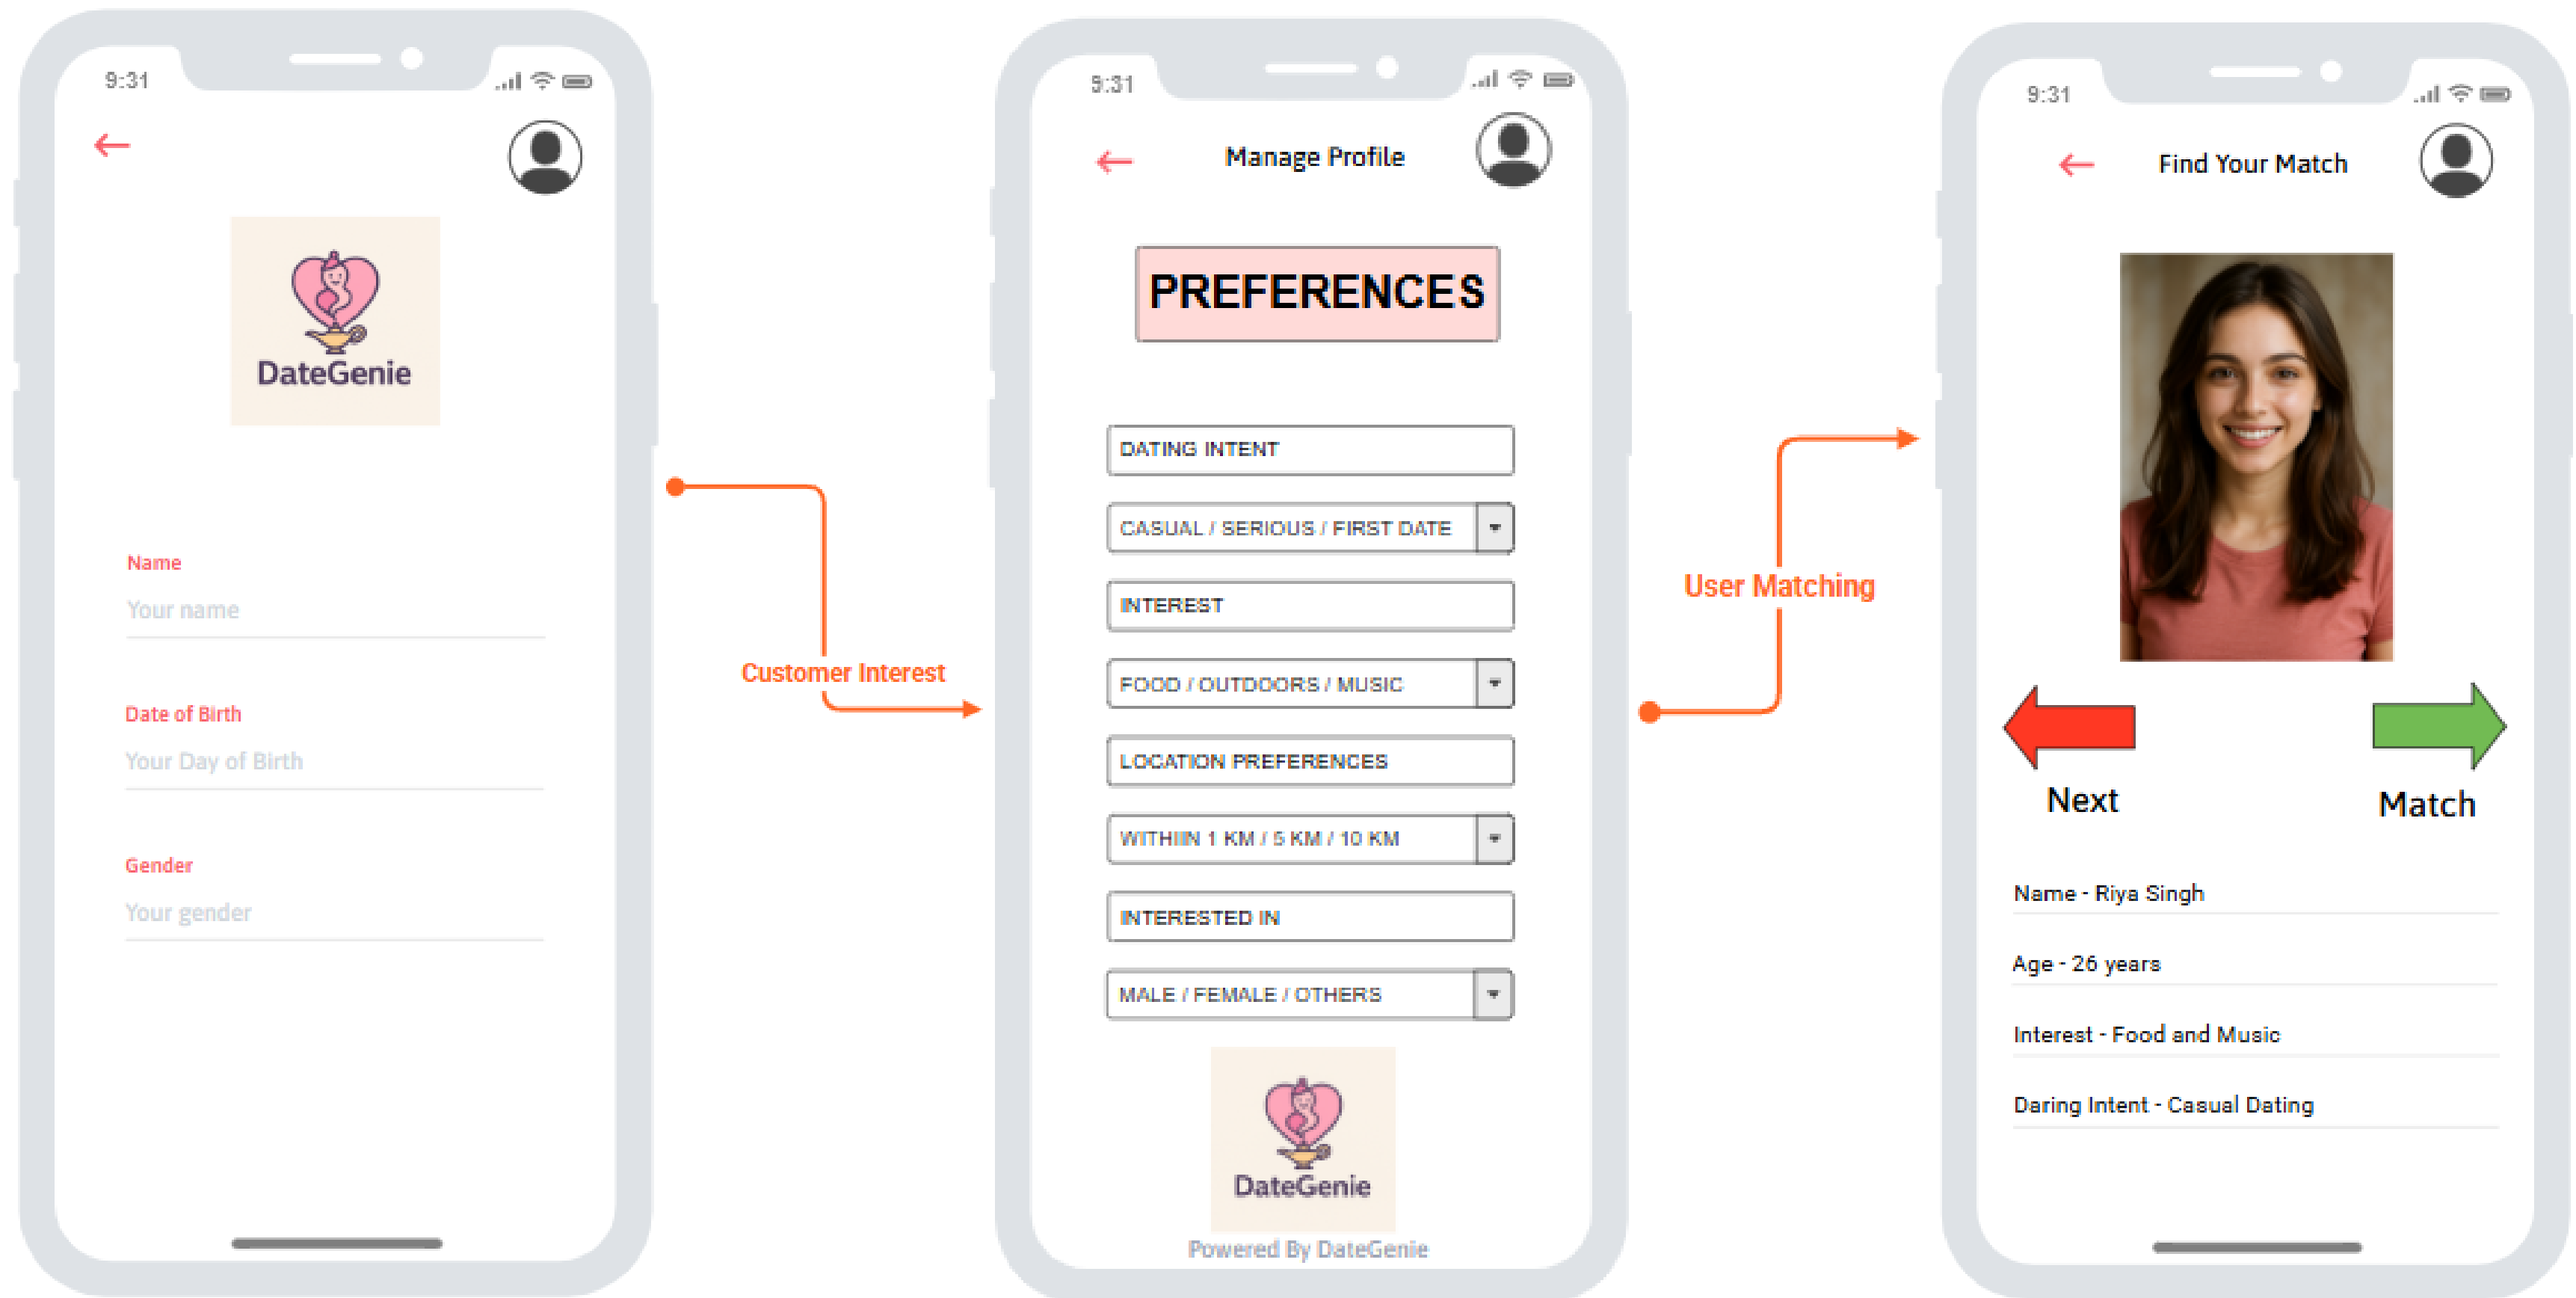 9:31
DateGenie
Name
Your name
Date of Birth
Your Day of Birth
Gender
Your gender
Customer Interest
9:31
Manage Profile
PREFERENCES
DATING INTENT
CASUAL / SERIOUS / FIRST DATE
INTEREST
FOOD / OUTDOORS / MUSIC
LOCATION PREFERENCES
WITHIIN 1 KM / 5 KM / 10 KM
INTERESTED IN
MALE / FEMALE / OTHERS
DateGenie
Powered By DateGenie
User Matching
9:31
Find Your Match
Next
Match
Name - Riya Singh
Age - 26 years
Interest - Food and Music
Daring Intent - Casual Dating